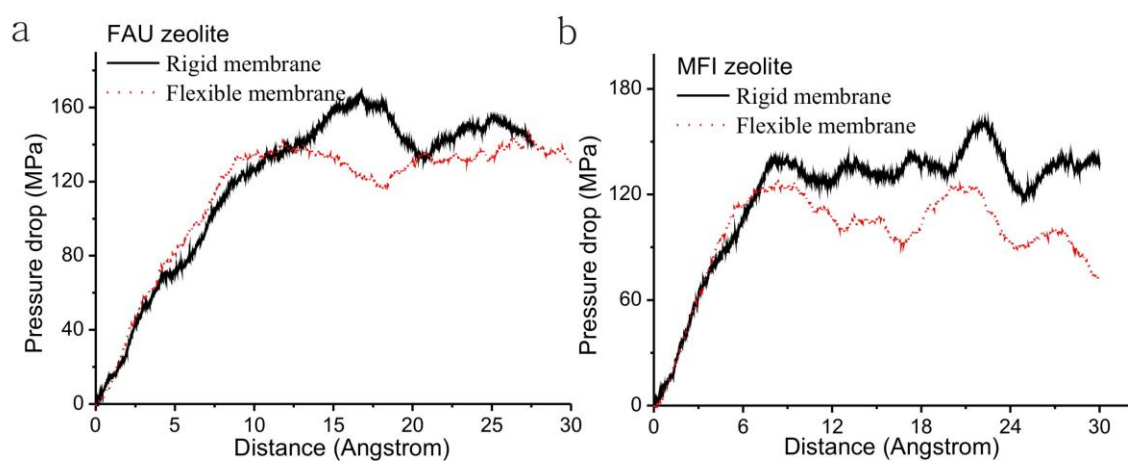 a
FAU zeolite
Rigid membrane
Flexible membrane
Pressure drop (MPa)
160
120
80
40
0
0 5 10 15 20 25 30
Distance (Angstrom)
b
MFI zeolite
Rigid membrane
Flexible membrane
Pressure drop (MPa)
180
120
60
0
0 6 12 18 24 30
Distance (Angstrom)